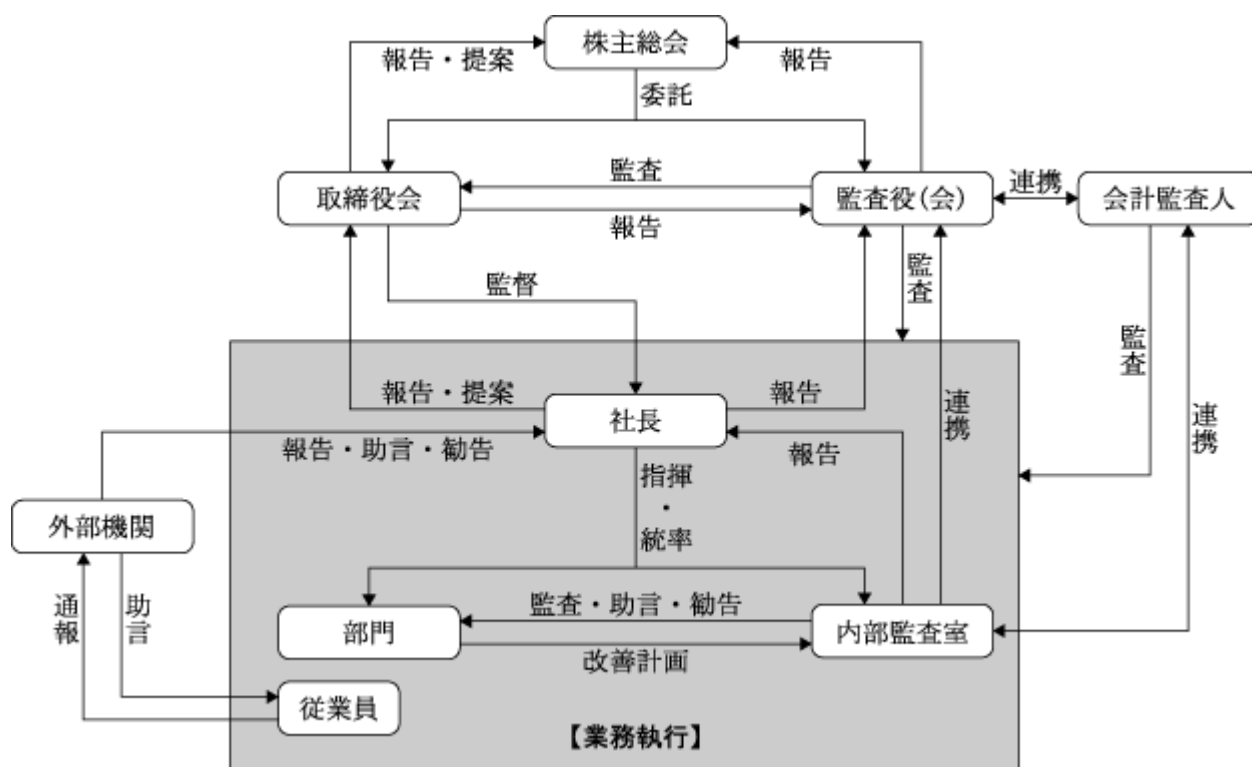 株主総会
報告・提案
報告
委託
取締役会
監査
報告
監査役(会)
連携
会計監査人
監督
監査
監査
報告・提案
社長
報告
連携
連携
報告・助言・勧告
報告
指揮
・
統率
外部機関
通報
助言
部門
監査・助言・勧告
改善計画
内部監査室
従業員
【業務執行】